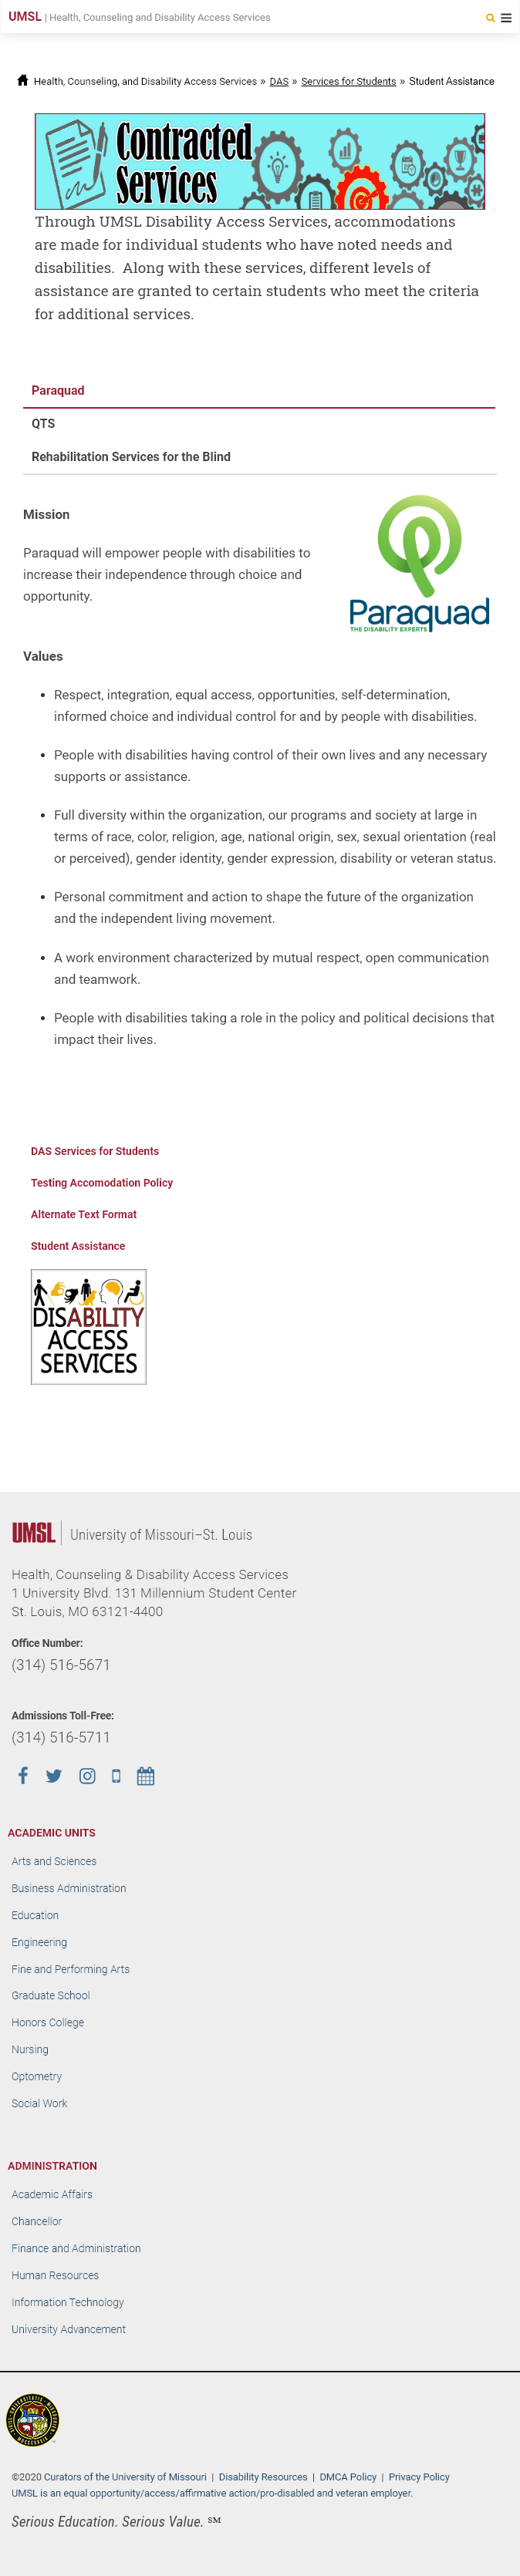 UMSL | Health, Counseling and Disability Access Services
Health, Counseling, and Disability Access Services » DAS » Services for Students » Student Assistance
Contracted
Services
Through UMSL Disability Access Services, accommodations
are made for individual students who have noted needs and
disabilities.  Along with these services, different levels of
assistance are granted to certain students who meet the criteria
for additional services.
Paraquad
QTS
Rehabilitation Services for the Blind
Mission
Paraquad will empower people with disabilities to
increase their independence through choice and
opportunity.
Paraquad
THE DISABILITY EXPERTS
Values
• Respect, integration, equal access, opportunities, self-determination,
informed choice and individual control for and by people with disabilities.
• People with disabilities having control of their own lives and any necessary
supports or assistance.
• Full diversity within the organization, our programs and society at large in
terms of race, color, religion, age, national origin, sex, sexual orientation (real
or perceived), gender identity, gender expression, disability or veteran status.
• Personal commitment and action to shape the future of the organization
and the independent living movement.
• A work environment characterized by mutual respect, open communication
and teamwork.
• People with disabilities taking a role in the policy and political decisions that
impact their lives.
DAS Services for Students
Testing Accomodation Policy
Alternate Text Format
Student Assistance
DISABILITY
ACCESS
SERVICES
UMSL | University of Missouri–St. Louis
Health, Counseling & Disability Access Services
1 University Blvd. 131 Millennium Student Center
St. Louis, MO 63121-4400
Office Number:
(314) 516-5671
Admissions Toll-Free:
(314) 516-5711
ACADEMIC UNITS
Arts and Sciences
Business Administration
Education
Engineering
Fine and Performing Arts
Graduate School
Honors College
Nursing
Optometry
Social Work
ADMINISTRATION
Academic Affairs
Chancellor
Finance and Administration
Human Resources
Information Technology
University Advancement
©2020 Curators of the University of Missouri | Disability Resources | DMCA Policy | Privacy Policy
UMSL is an equal opportunity/access/affirmative action/pro-disabled and veteran employer.
Serious Education. Serious Value. ℠